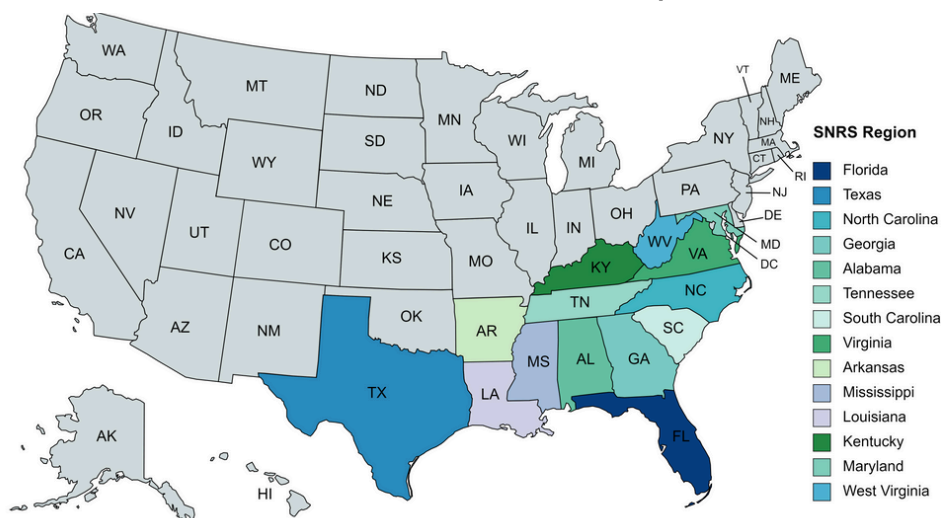 WA
MT
ND
MN
VT
ME
OR
ID
SD
WI
MI
NY
NH
MA
CT
RI
WY
IA
NE
PA
NJ
NV
UT
CO
IL
IN
OH
DE
MD
DC
CA
KS
MO
WV
VA
KY
AZ
NM
OK
TN
NC
AR
SC
TX
LA
MS
AL
GA
FL
AK
HI
SNRS Region
Florida
Texas
North Carolina
Georgia
Alabama
Tennessee
South Carolina
Virginia
Arkansas
Mississippi
Louisiana
Kentucky
Maryland
West Virginia